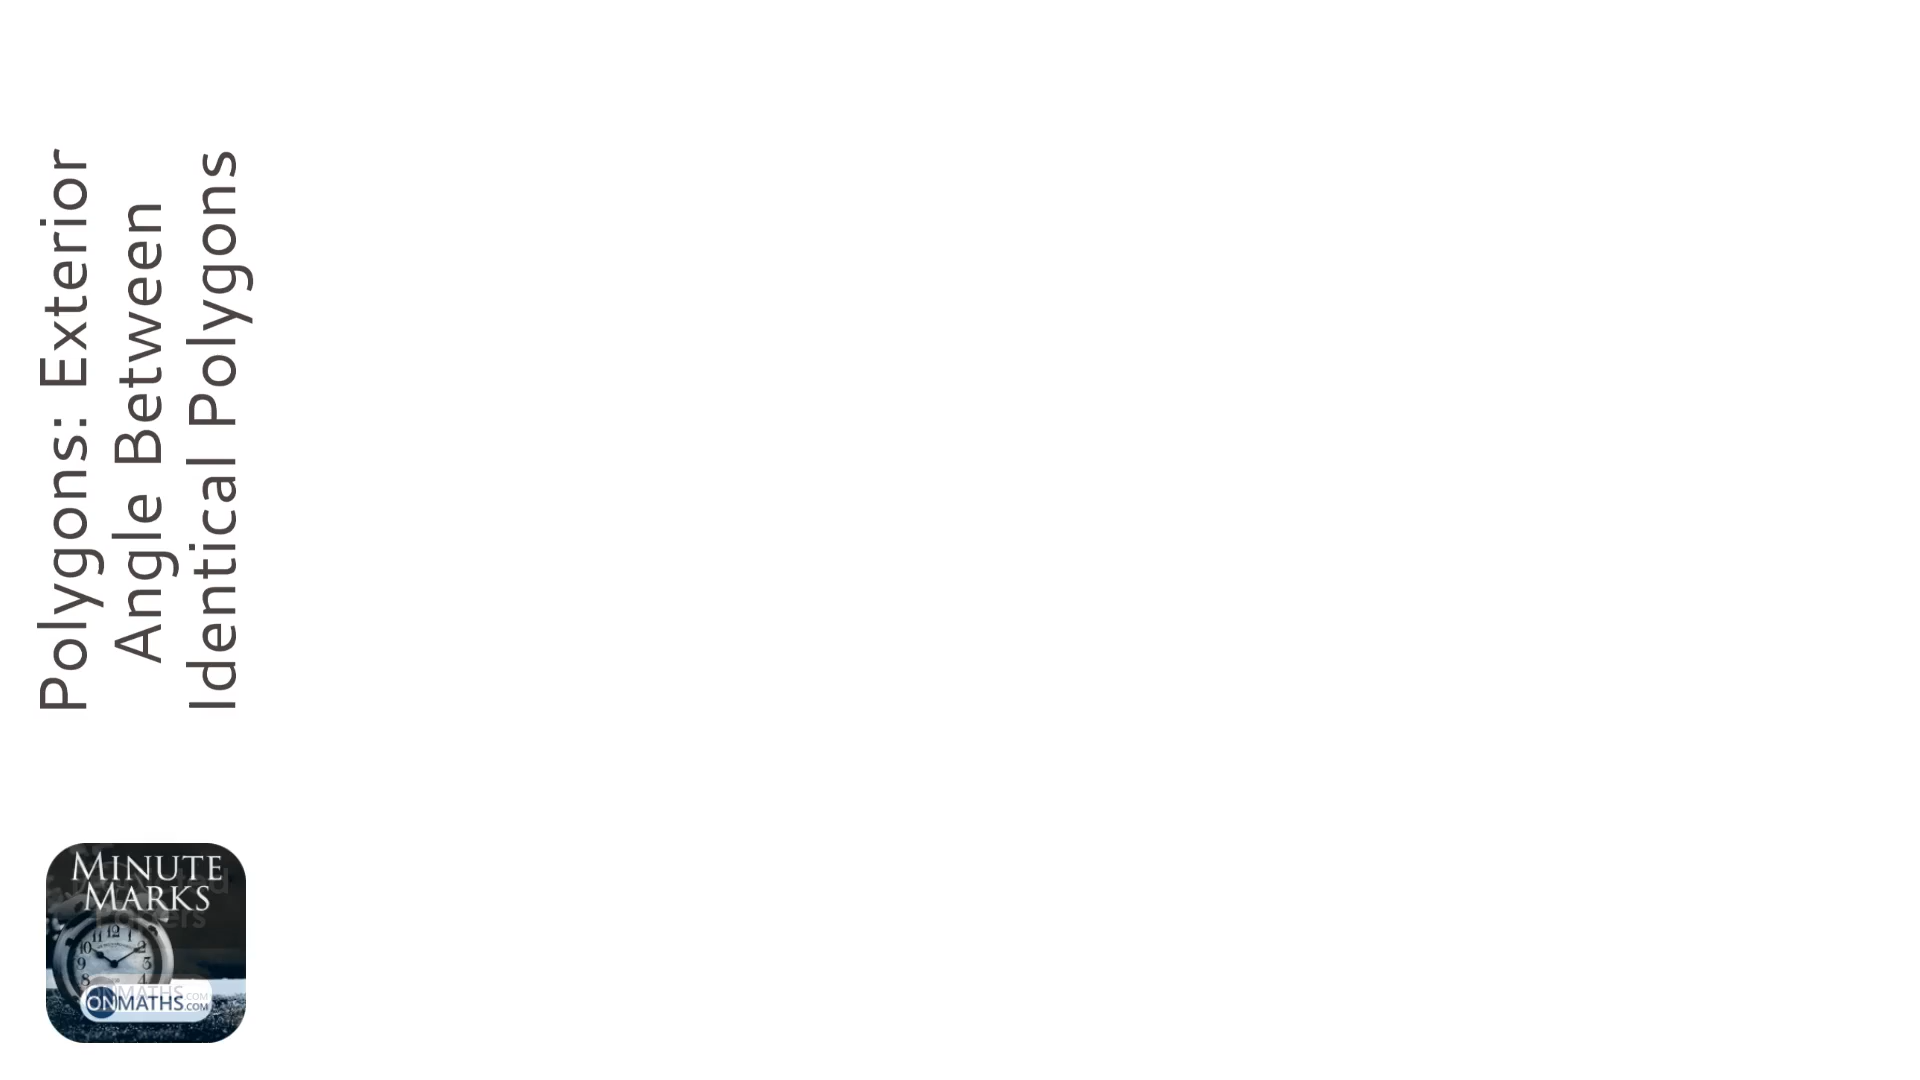 Polygons: Exterior
Angle Between
Identical Polygons
MINUTE
MARKS
ONMATHS.COM